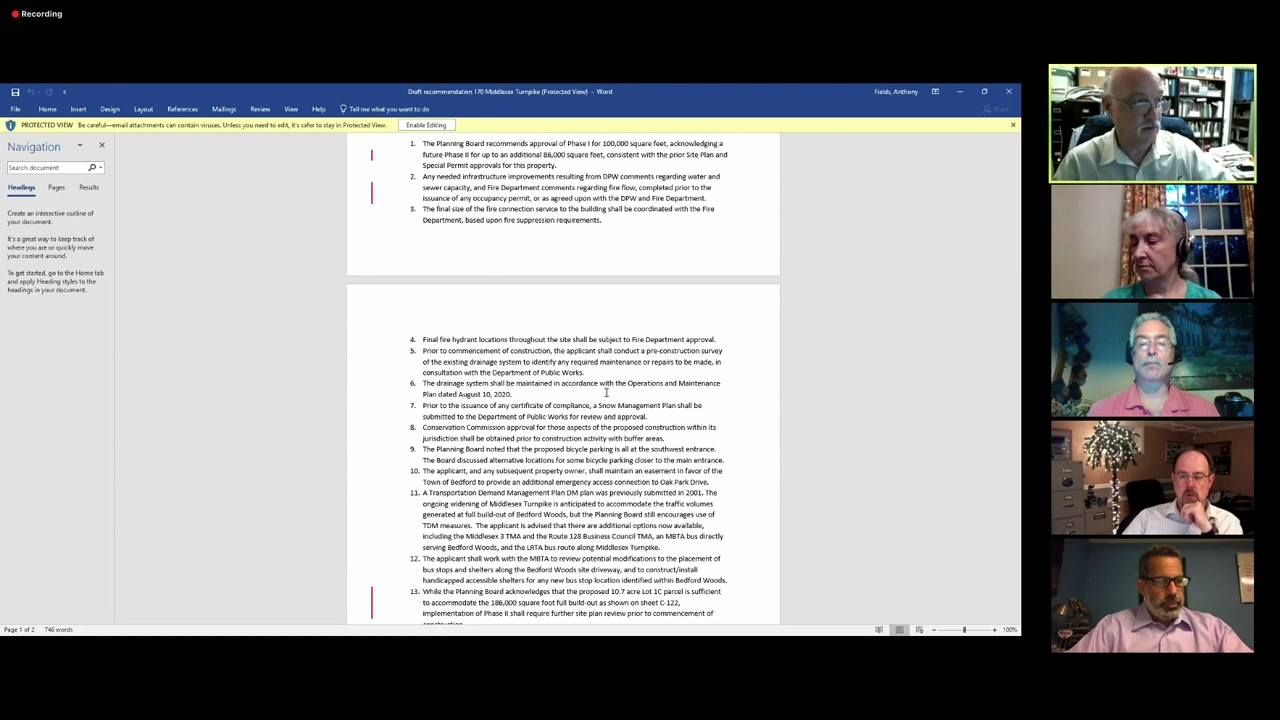 Recording
Draft recommendation 170 Middlesex Turnpike (Protected View) – Word
Fields, Anthony
File Home Insert Design Layout References Mailings Review View Help Tell me what you want to do Share
PROTECTED VIEW Be careful—email attachments can contain viruses. Unless you need to edit, it's safer to stay in Protected View. Enable Editing
Navigation
Search document
Headings Pages Results
Create an interactive outline of
your document.
It's a great way to keep track of
where you are or quickly move
your content around.
To get started, go to the Home tab
and apply Heading styles to the
headings in your document.
1. The Planning Board recommends approval of Phase I for 100,000 square feet, acknowledging a
future Phase II for up to an additional 86,000 square feet, consistent with the prior Site Plan and
Special Permit approvals for this property.
2. Any needed infrastructure improvements resulting from DPW comments regarding water and
sewer capacity, and Fire Department comments regarding fire flow, completed prior to the
issuance of any occupancy permit, or as agreed upon with the DPW and Fire Department.
3. The final size of the fire connection service to the building shall be coordinated with the Fire
Department, based upon fire suppression requirements.
4. Final fire hydrant locations throughout the site shall be subject to Fire Department approval.
5. Prior to commencement of construction, the applicant shall conduct a pre-construction survey
of the existing drainage system to identify any required maintenance or repairs to be made, in
consultation with the Department of Public Works.
6. The drainage system shall be maintained in accordance with the Operations and Maintenance
Plan dated August 10, 2020.
7. Prior to the issuance of any certificate of compliance, a Snow Management Plan shall be
submitted to the Department of Public Works for review and approval.
8. Conservation Commission approval for those aspects of the proposed construction within its
jurisdiction shall be obtained prior to construction activity with buffer areas.
9. The Planning Board noted that the proposed bicycle parking is all at the southwest entrance.
The Board discussed alternative locations for some bicycle parking closer to the main entrance.
10. The applicant, and any subsequent property owner, shall maintain an easement in favor of the
Town of Bedford to provide an additional emergency access connection to Oak Park Drive.
11. A Transportation Demand Management Plan DM plan was previously submitted in 2001. The
ongoing widening of Middlesex Turnpike is anticipated to accommodate the traffic volumes
generated at full build-out of Bedford Woods, but the Planning Board still encourages use of
TDM measures. The applicant is advised that there are additional options now available,
including the Middlesex 3 TMA and the Route 128 Business Council TMA, an MBTA bus directly
serving Bedford Woods, and the LRTA bus route along Middlesex Turnpike.
12. The applicant shall work with the MBTA to review potential modifications to the placement of
bus stops and shelters along the Bedford Woods site driveway, and to construct/install
handicapped accessible shelters for any new bus stop location identified within Bedford Woods.
13. While the Planning Board acknowledges that the proposed 10.7 acre Lot 1C parcel is sufficient
to accommodate the 186,000 square foot full build-out as shown on sheet C-122,
implementation of Phase II shall require further site plan review prior to commencement of
construction.
Page 1 of 2 746 words
100%